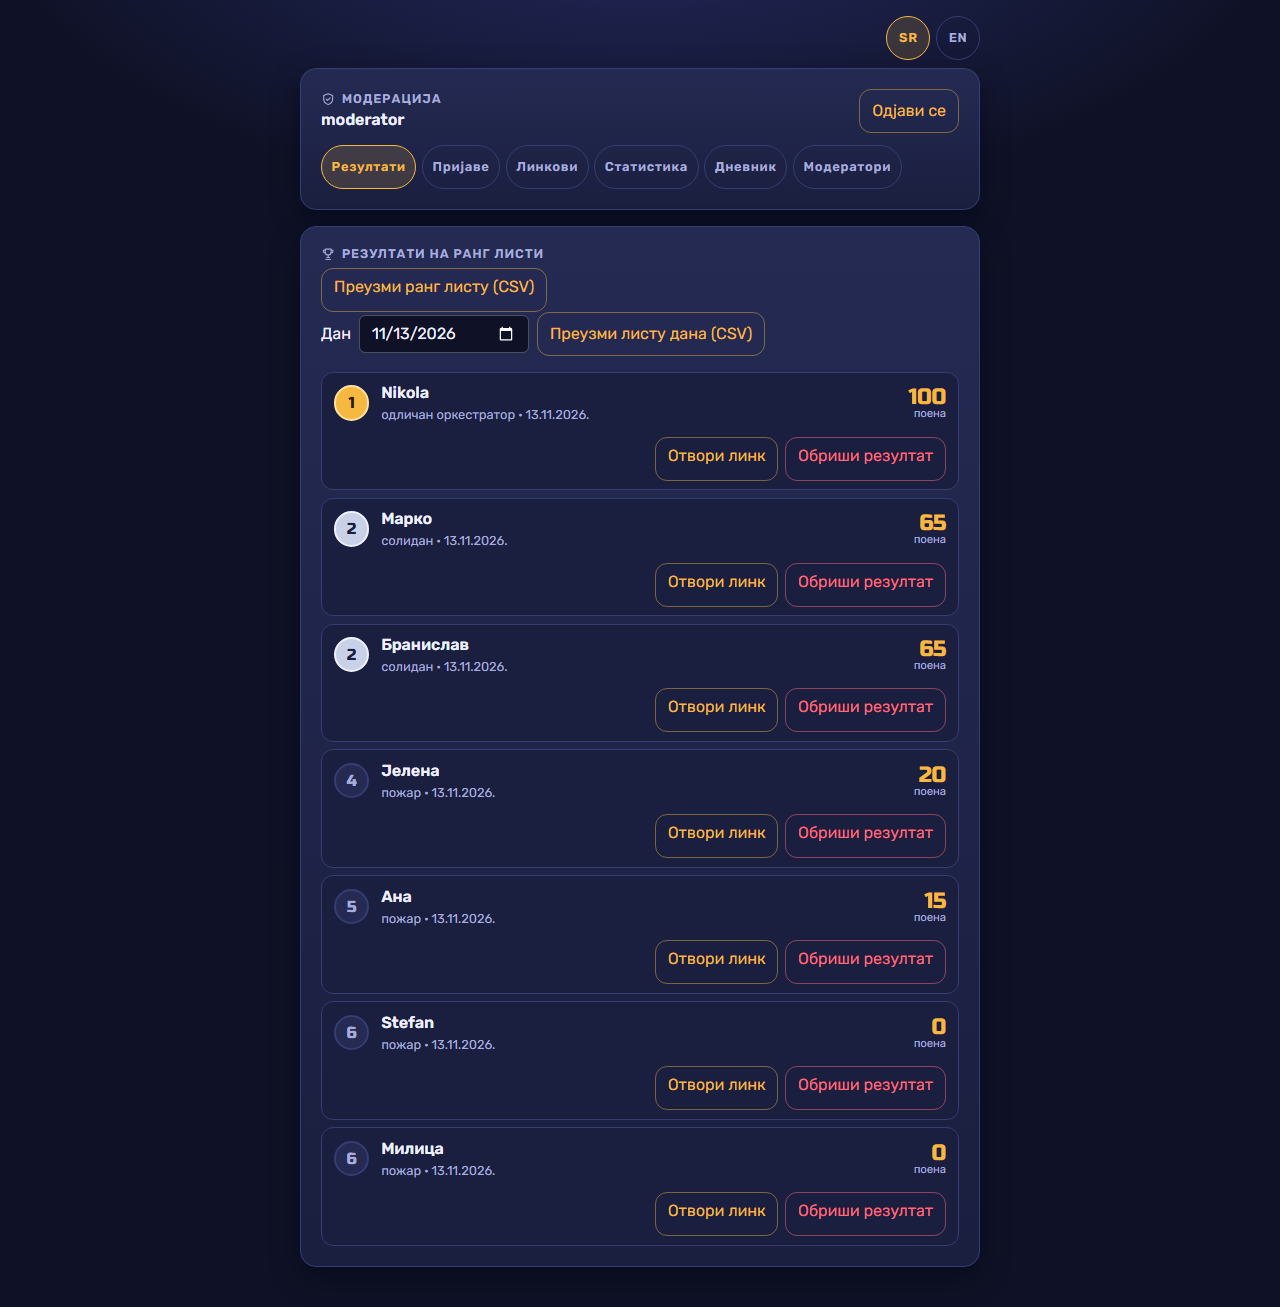 SR EN
МОДЕРАЦИЈА
moderator
Одјави се
Резултати Пријаве Линкови Статистика Дневник Модератори
РЕЗУЛТАТИ НА РАНГ ЛИСТИ
Преузми ранг листу (CSV)
Дан 11/13/2026 Преузми листу дана (CSV)
1 Nikola 100
одличан оркестратор • 13.11.2026. поена
Отвори линк Обриши резултат
2 Марко 65
солидан • 13.11.2026. поена
Отвори линк Обриши резултат
2 Бранислав 65
солидан • 13.11.2026. поена
Отвори линк Обриши резултат
4 Јелена 20
пожар • 13.11.2026. поена
Отвори линк Обриши резултат
5 Ана 15
пожар • 13.11.2026. поена
Отвори линк Обриши резултат
6 Stefan 0
пожар • 13.11.2026. поена
Отвори линк Обриши резултат
6 Милица 0
пожар • 13.11.2026. поена
Отвори линк Обриши резултат